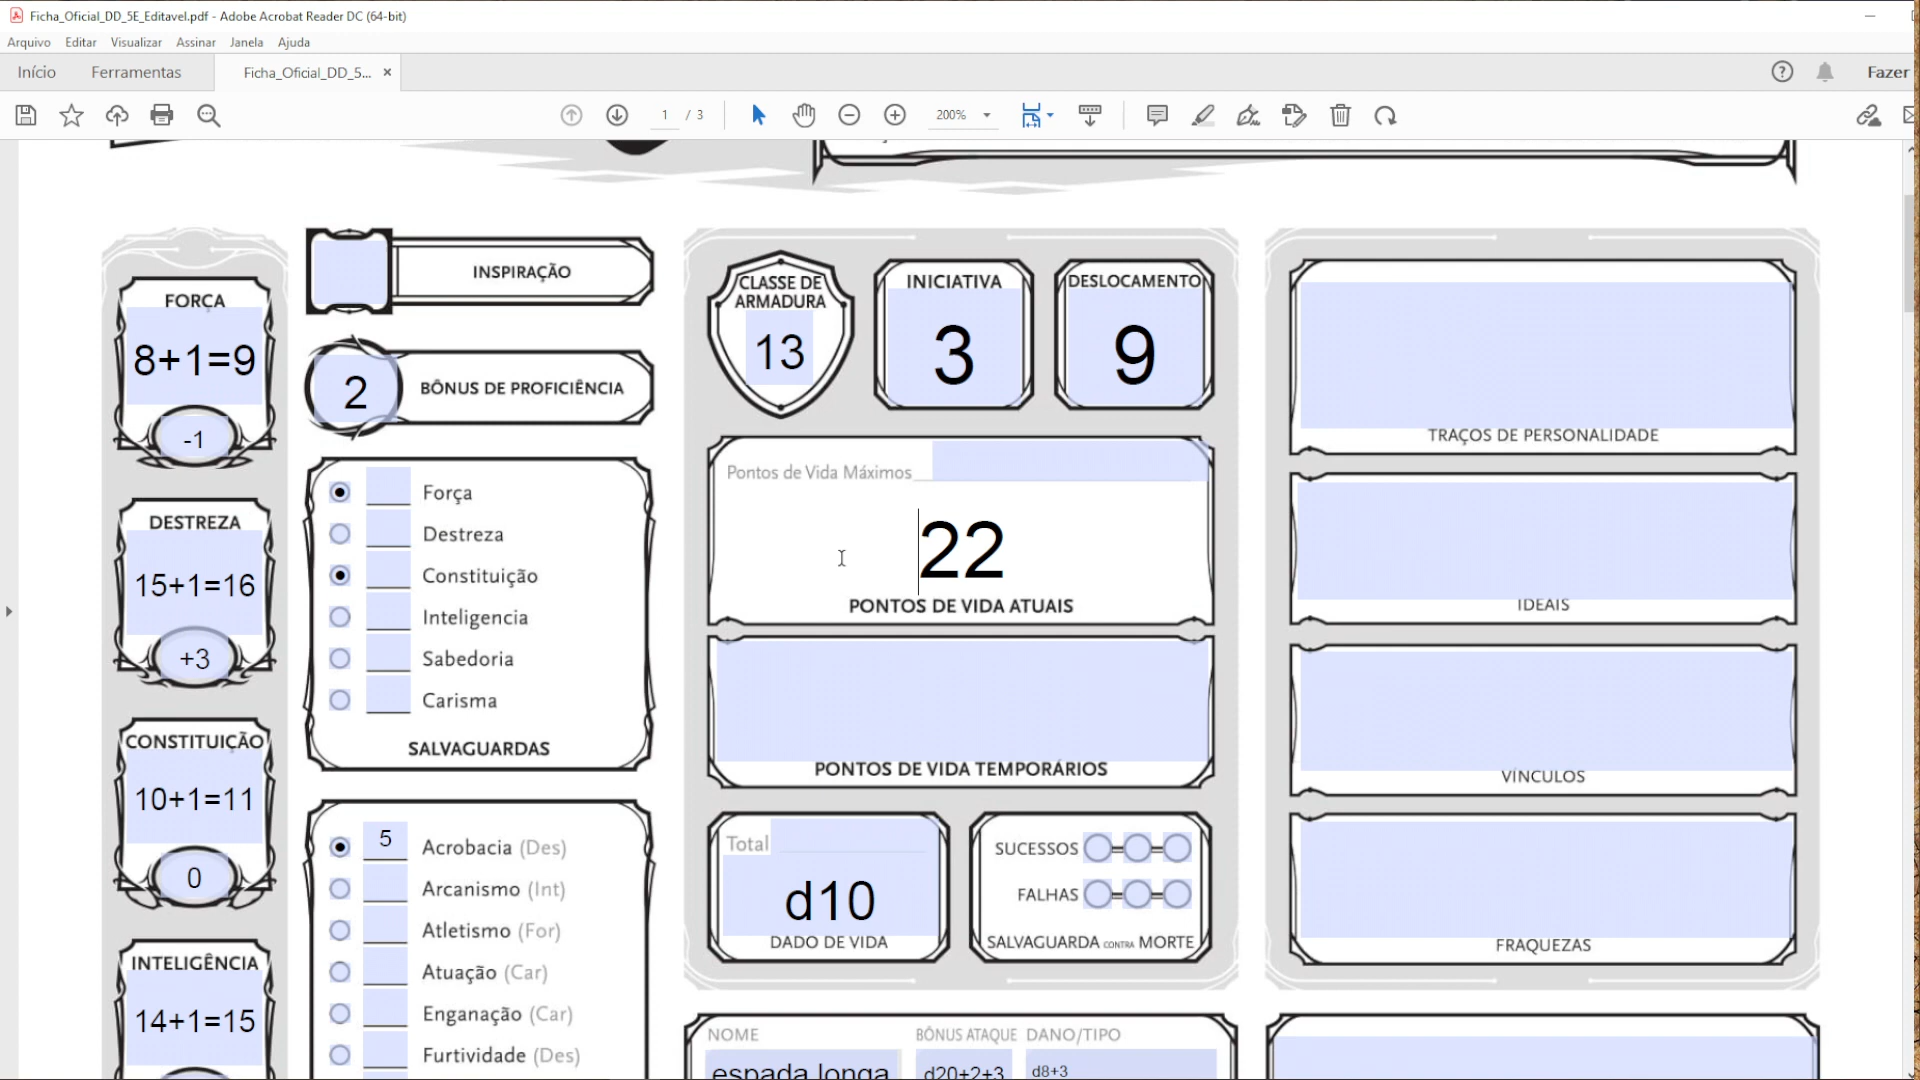 Ficha_Oficial_DD_5E_Editavel.pdf - Adobe Acrobat Reader DC (64-bit)
Arquivo Editar Visualizar Assinar Janela Ajuda
Início Ferramentas Ficha_Oficial_DD_5... × Fazer
1 / 3 200%
FORÇA
8+1=9
-1
DESTREZA
15+1=16
+3
CONSTITUIÇÃO
10+1=11
0
INTELIGÊNCIA
14+1=15
INSPIRAÇÃO
2 BÔNUS DE PROFICIÊNCIA
Força
Destreza
Constituição
Inteligencia
Sabedoria
Carisma
SALVAGUARDAS
5 Acrobacia (Des)
Arcanismo (Int)
Atletismo (For)
Atuação (Car)
Enganação (Car)
Furtividade (Des)
CLASSE DE
ARMADURA
13
INICIATIVA
3
DESLOCAMENTO
9
Pontos de Vida Máximos
22
PONTOS DE VIDA ATUAIS
PONTOS DE VIDA TEMPORÁRIOS
Total
d10
DADO DE VIDA
SUCESSOS
FALHAS
SALVAGUARDA CONTRA MORTE
NOME BÔNUS ATAQUE DANO/TIPO
espada longa d20+2+3 d8+3
TRAÇOS DE PERSONALIDADE
IDEAIS
VÍNCULOS
FRAQUEZAS